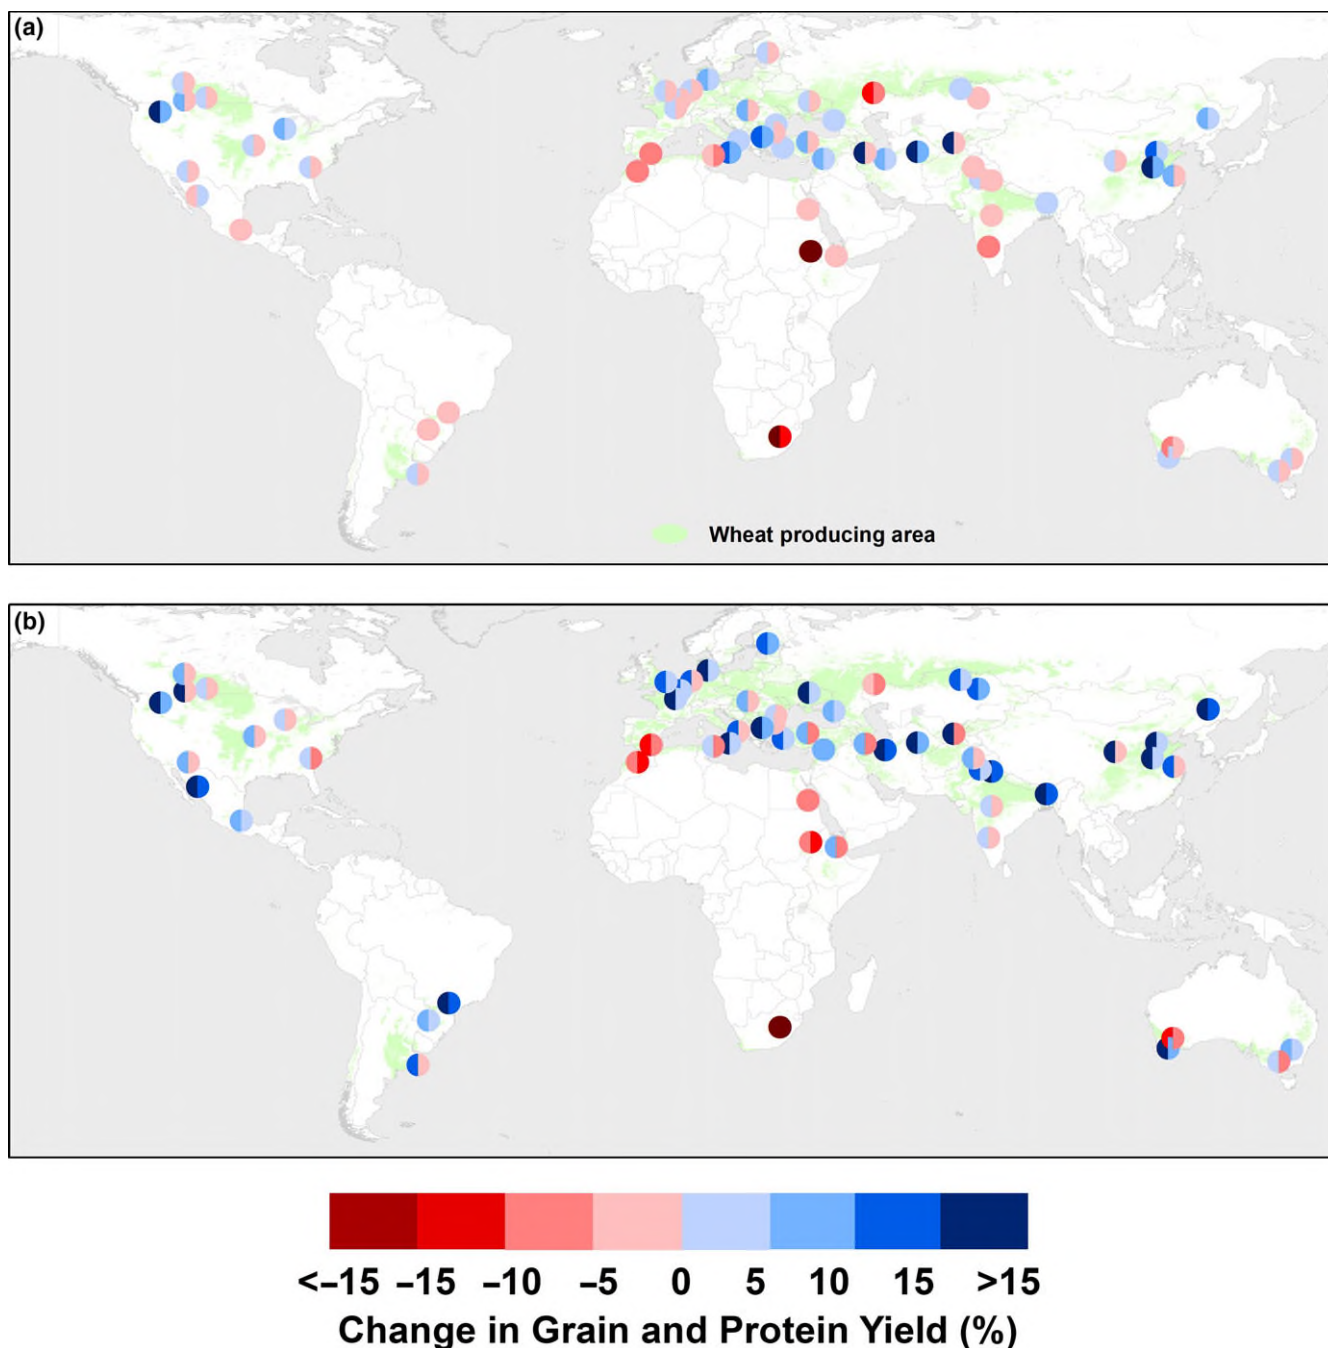 (a)
Wheat producing area
(b)
<–15 –15 –10 –5 0 5 10 15 >15
Change in Grain and Protein Yield (%)